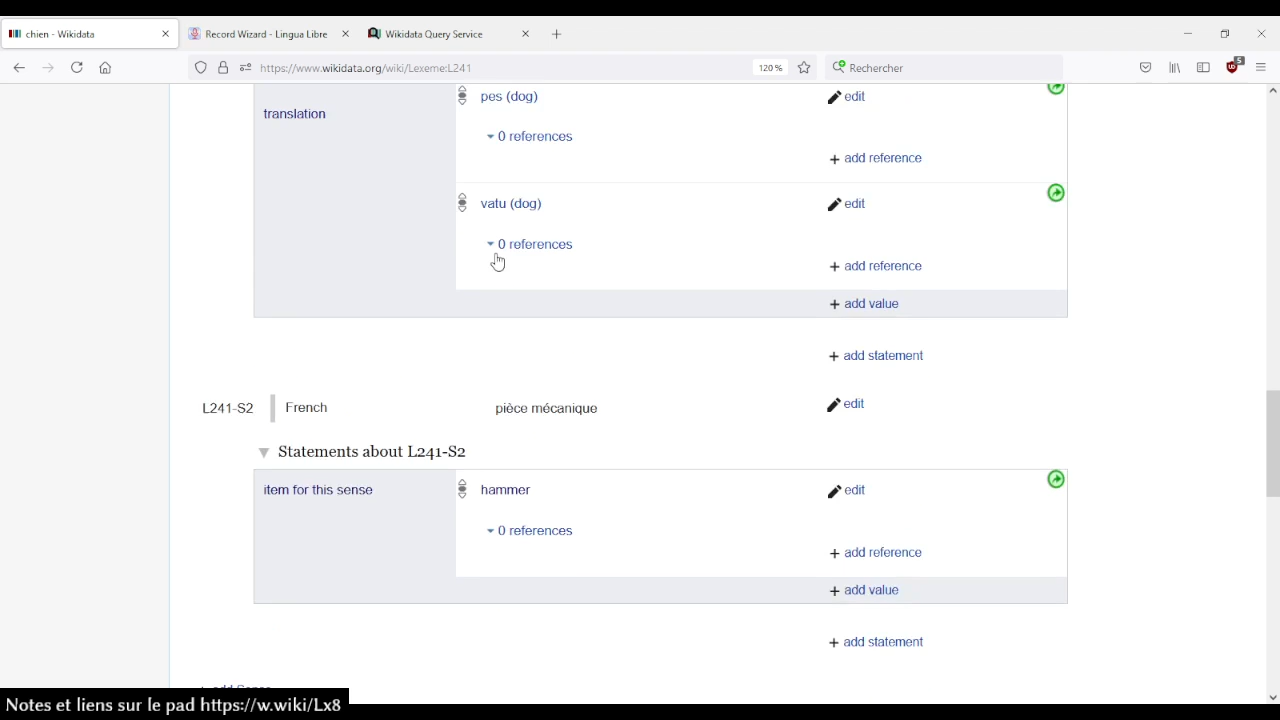 chien - Wikidata
Record Wizard - Lingua Libre
Wikidata Query Service
https://www.wikidata.org/wiki/Lexeme:L241
120 %
Rechercher
5
translation
pes (dog)
edit
0 references
+ add reference
vatu (dog)
edit
0 references
+ add reference
+ add value
+ add statement
L241-S2
French
pièce mécanique
edit
Statements about L241-S2
item for this sense
hammer
edit
0 references
+ add reference
+ add value
+ add statement
+ add Sense
Notes et liens sur le pad https://w.wiki/Lx8